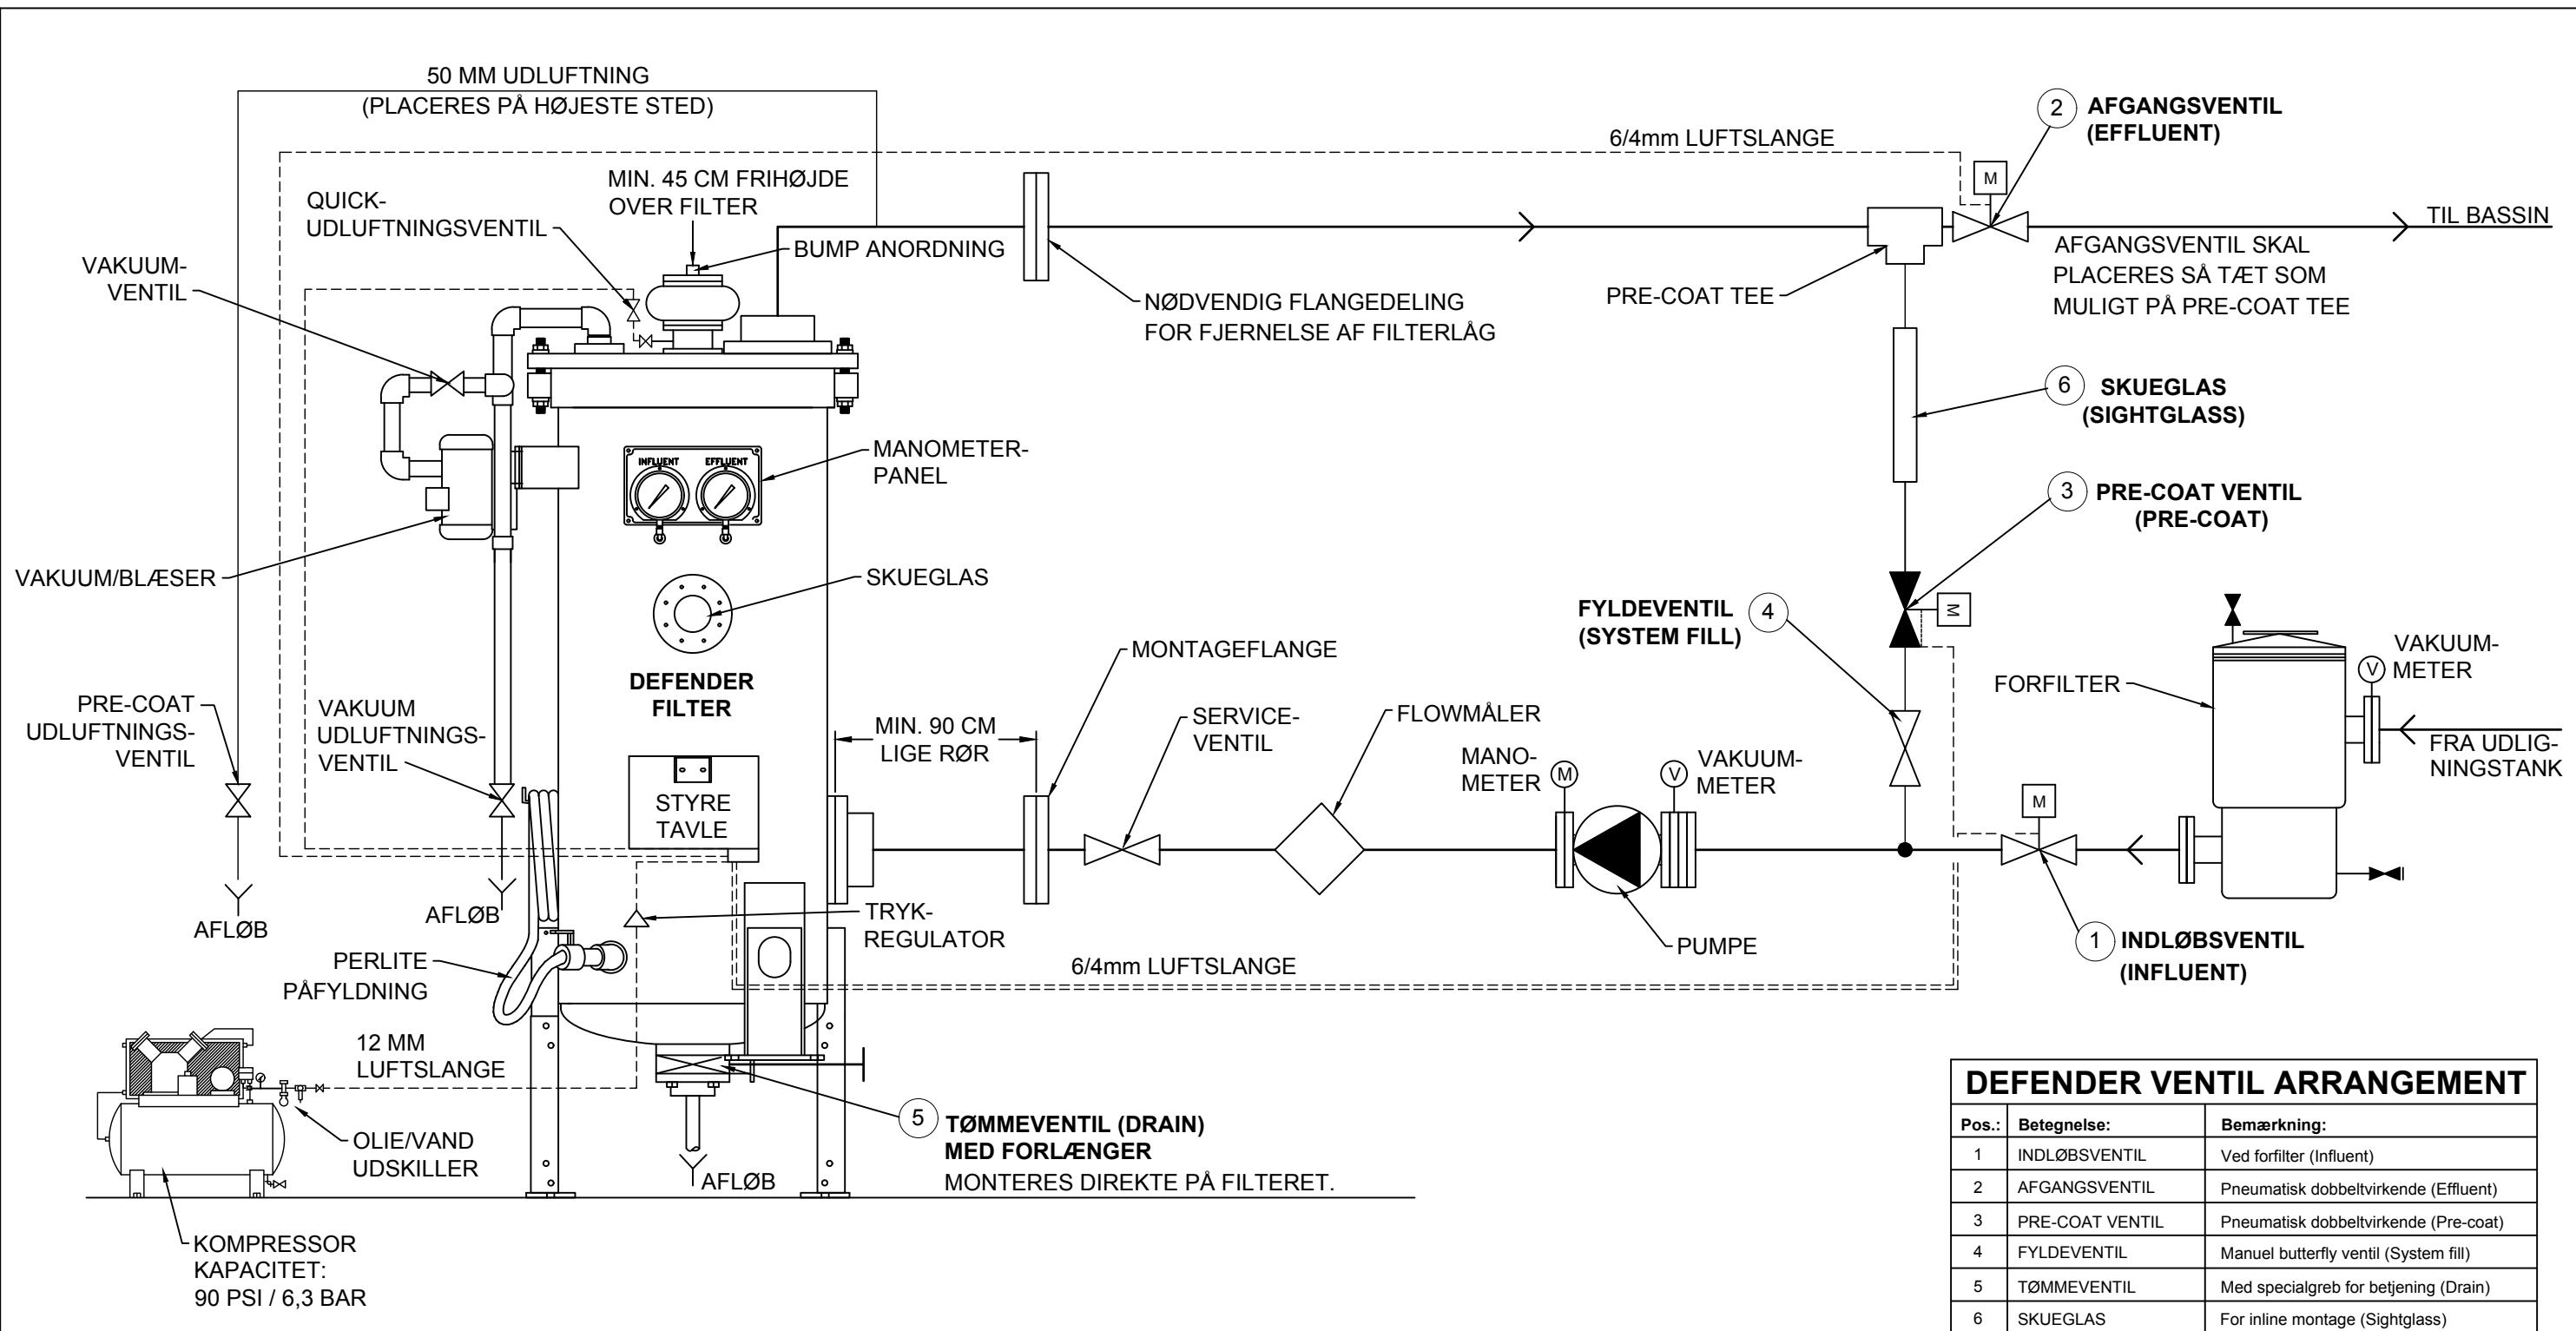 50 MM UDLUFTNING
(PLACERES PÅ HØJESTE STED)
2 AFGANGSVENTIL
(EFFLUENT)
6/4mm LUFTSLANGE
M
MIN. 45 CM FRIHØJDE
OVER FILTER
QUICK-
UDLUFTNINGSVENTIL
BUMP ANORDNING
TIL BASSIN
AFGANGSVENTIL SKAL
PLACERES SÅ TÆT SOM
MULIGT PÅ PRE-COAT TEE
VAKUUM-
VENTIL
PRE-COAT TEE
NØDVENDIG FLANGEDELING
FOR FJERNELSE AF FILTERLÅG
6 SKUEGLAS
(SIGHTGLASS)
MANOMETER-
PANEL
INFLUENT EFFLUENT
3 PRE-COAT VENTIL
(PRE-COAT)
M
VAKUUM/BLÆSER
SKUEGLAS
FYLDEVENTIL 4
(SYSTEM FILL)
MONTAGEFLANGE
DEFENDER
FILTER
FORFILTER
VAKUUM-
METER
V
FRA UDLIG-
NINGSTANK
PRE-COAT
UDLUFTNINGS-
VENTIL
VAKUUM
UDLUFTNINGS-
VENTIL
MIN. 90 CM
LIGE RØR
SERVICE-
VENTIL
FLOWMÅLER
MANO-
METER
M
V
VAKUUM-
METER
M
STYRE
TAVLE
AFLØB
AFLØB
TRYK-
REGULATOR
PUMPE
1 INDLØBSVENTIL
(INFLUENT)
PERLITE
PÅFYLDNING
6/4mm LUFTSLANGE
12 MM
LUFTSLANGE
OLIE/VAND
UDSKILLER
5 TØMMEVENTIL (DRAIN)
MED FORLÆNGER
MONTERES DIREKTE PÅ FILTERET.
AFLØB
KOMPRESSOR
KAPACITET:
90 PSI / 6,3 BAR
DEFENDER VENTIL ARRANGEMENT
Pos.: Betegnelse: Bemærkning:
1 INDLØBSVENTIL Ved forfilter (Influent)
2 AFGANGSVENTIL Pneumatisk dobbeltvirkende (Effluent)
3 PRE-COAT VENTIL Pneumatisk dobbeltvirkende (Pre-coat)
4 FYLDEVENTIL Manuel butterfly ventil (System fill)
5 TØMMEVENTIL Med specialgreb for betjening (Drain)
6 SKUEGLAS For inline montage (Sightglass)